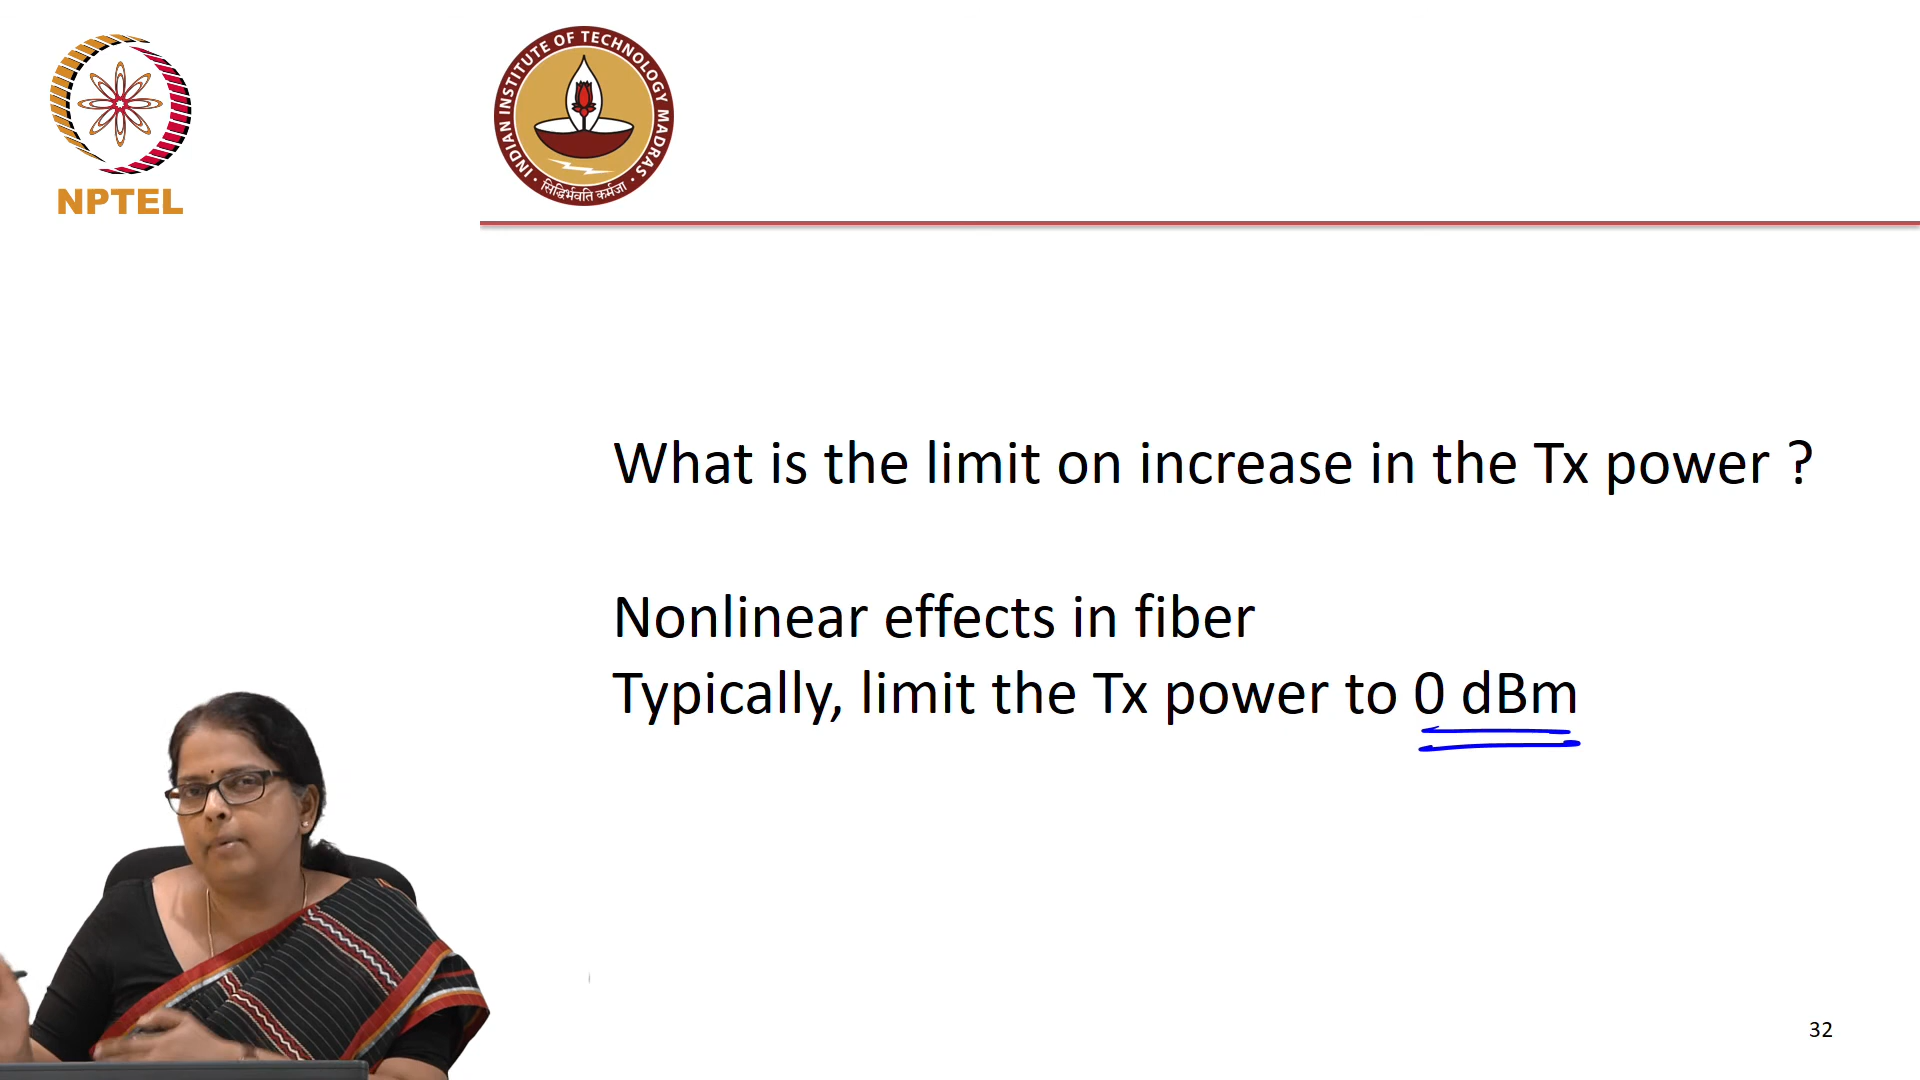 NPTEL
INDIAN INSTITUTE OF TECHNOLOGY MADRAS
सिद्धिर्भवति कर्मजा
What is the limit on increase in the Tx power ?
Nonlinear effects in fiber
Typically, limit the Tx power to 0 dBm
32